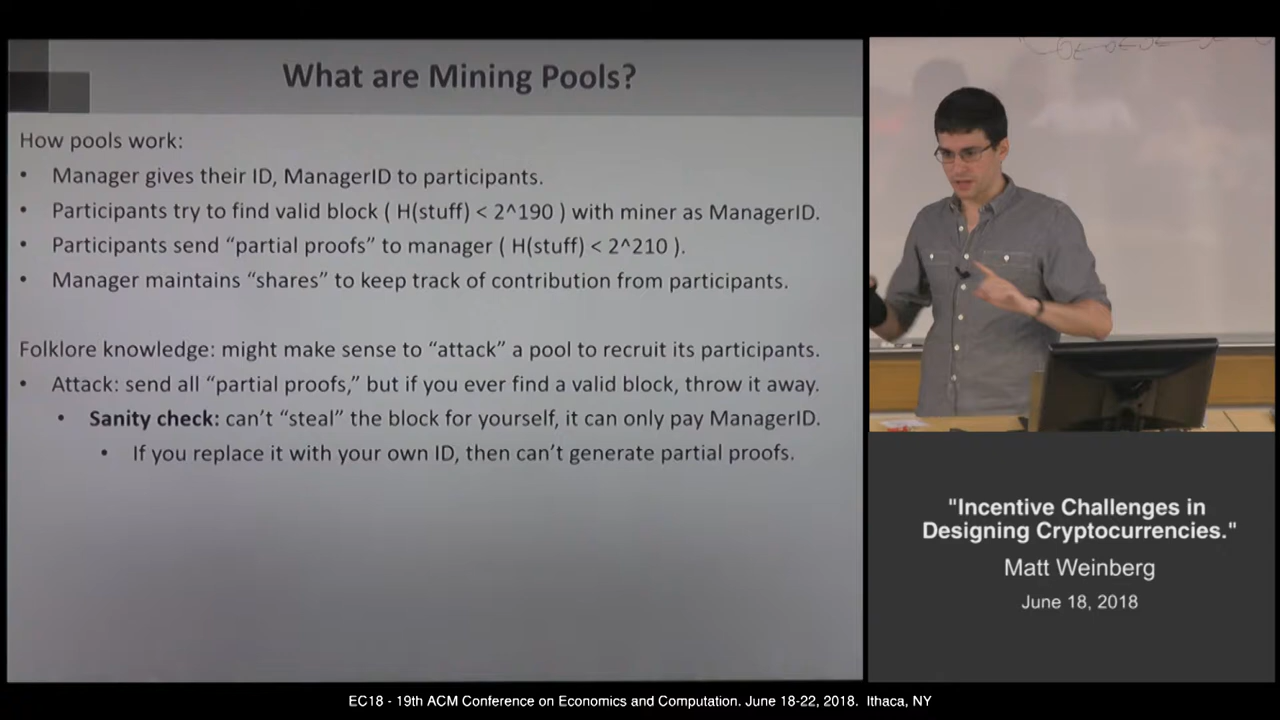 What are Mining Pools?
How pools work:
• Manager gives their ID, ManagerID to participants.
• Participants try to find valid block ( H(stuff) < 2^190 ) with miner as ManagerID.
• Participants send “partial proofs” to manager ( H(stuff) < 2^210 ).
• Manager maintains “shares” to keep track of contribution from participants.
Folklore knowledge: might make sense to “attack” a pool to recruit its participants.
• Attack: send all “partial proofs,” but if you ever find a valid block, throw it away.
• Sanity check: can’t “steal” the block for yourself, it can only pay ManagerID.
• If you replace it with your own ID, then can’t generate partial proofs.
"Incentive Challenges in
Designing Cryptocurrencies."
Matt Weinberg
June 18, 2018
EC18 - 19th ACM Conference on Economics and Computation. June 18-22, 2018. Ithaca, NY